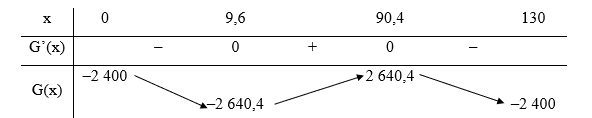 x 0 9,6 90,4 130
G’(x) – 0 + 0 –
–2 400 2 640,4
G(x)
–2 640,4 –2 400